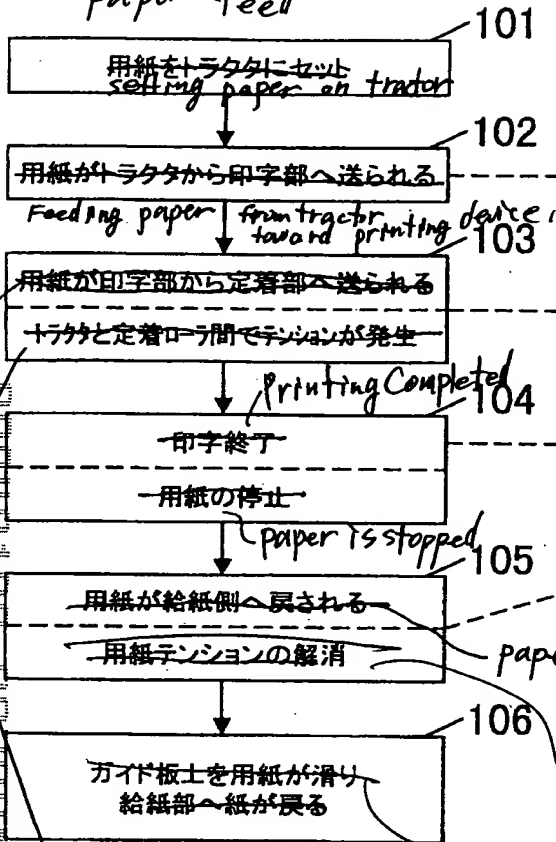 paper feed
101
用紙をトラクタにセット
setting paper on tractor
102
用紙がトラクタから印字部へ送られる
Feeding paper from tractor
toward printing device
103
用紙が印字部から定着部へ送られる
トラクタと定着ローラ間でテンションが発生
printing Completed
104
印字終了
用紙の停止
paper is stopped
105
用紙が給紙側へ戻される
用紙テンションの解消
106
ガイド板上を用紙が滑り
給紙部へ紙が戻る